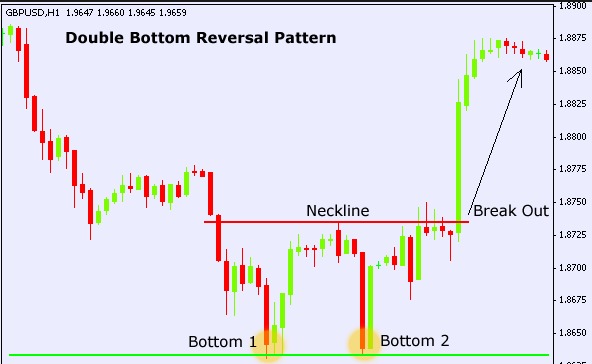 GBPUSD,H1 1.9647 1.9660 1.9645 1.9659
Double Bottom Reversal Pattern
1.8900
1.8875
1.8850
1.8825
1.8800
1.8775
1.8750
Neckline
Break Out
1.8725
1.8700
1.8675
1.8650
Bottom 1
Bottom 2
1.8625